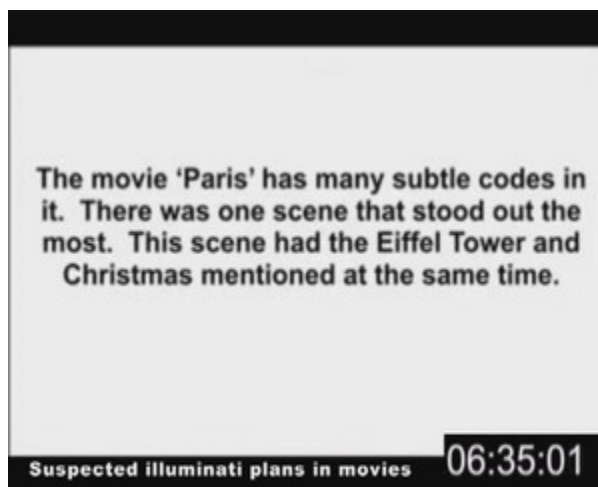 The movie ‘Paris’ has many subtle codes in
it.  There was one scene that stood out the
most.  This scene had the Eiffel Tower and
Christmas mentioned at the same time.
Suspected illuminati plans in movies
06:35:01